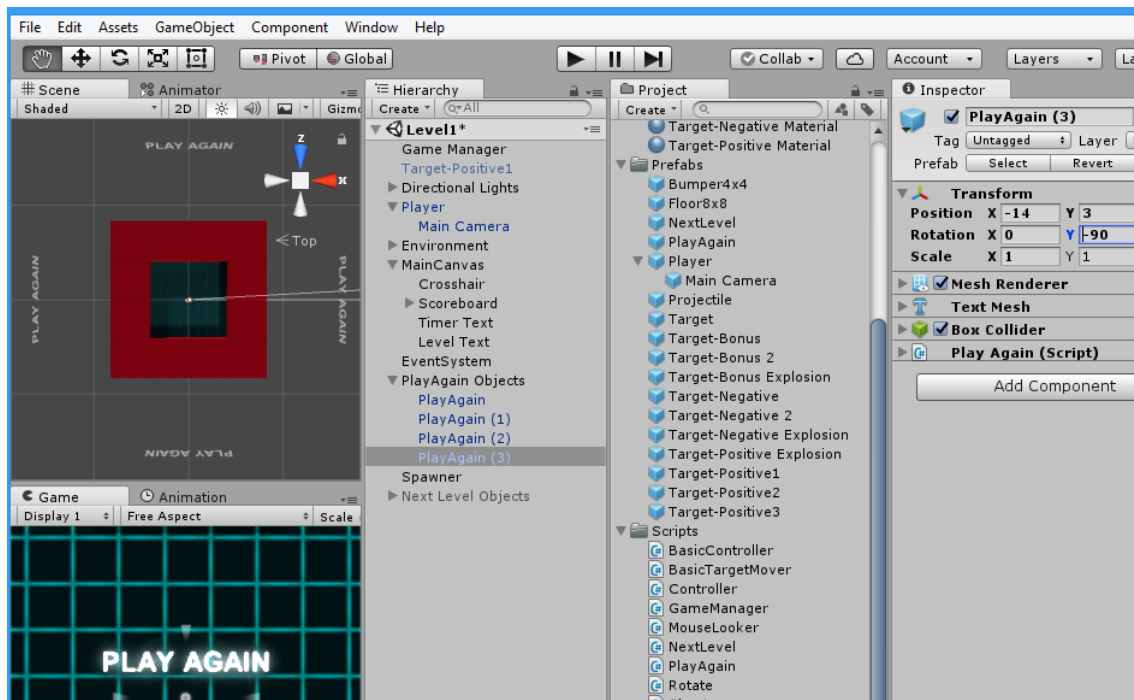 File Edit Assets GameObject Component Window Help
Pivot Global Collab Account Layers La
Scene Animator
Shaded 2D Gizmo
PLAY AGAIN
z
x
Top
PLAY AGAIN
PLAY AGAIN
PLAY AGAIN
Game Animation
Display 1 Free Aspect Scale
PLAY AGAIN
Hierarchy
Create All
Level1*
Game Manager
Target-Positive1
Directional Lights
Player
Main Camera
Environment
MainCanvas
Crosshair
Scoreboard
Timer Text
Level Text
EventSystem
PlayAgain Objects
PlayAgain
PlayAgain (1)
PlayAgain (2)
PlayAgain (3)
Spawner
Next Level Objects
Project
Create
Target-Negative Material
Target-Positive Material
Prefabs
Bumper4x4
Floor8x8
NextLevel
PlayAgain
Player
Main Camera
Projectile
Target
Target-Bonus
Target-Bonus 2
Target-Bonus Explosion
Target-Negative
Target-Negative 2
Target-Negative Explosion
Target-Positive Explosion
Target-Positive1
Target-Positive2
Target-Positive3
Scripts
BasicController
BasicTargetMover
Controller
GameManager
MouseLooker
NextLevel
PlayAgain
Rotate
Inspector
PlayAgain (3)
Tag Untagged Layer
Prefab Select Revert
Transform
Position X -14 Y 3
Rotation X 0 Y -90
Scale X 1 Y 1
Mesh Renderer
Text Mesh
Box Collider
Play Again (Script)
Add Component